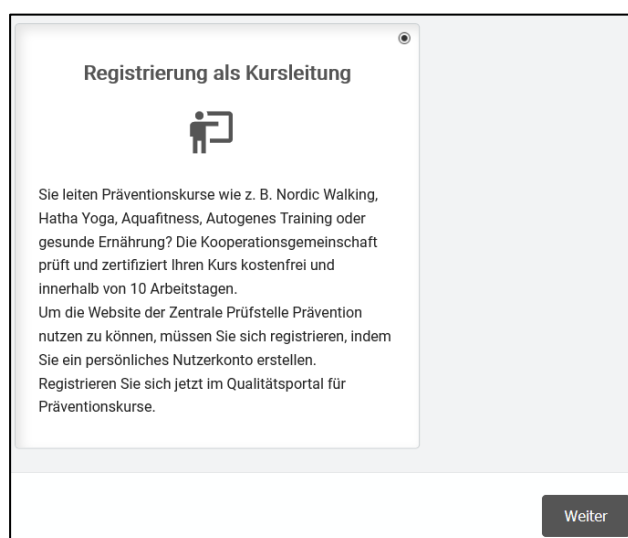 Registrierung als Kursleitung
Sie leiten Präventionskurse wie z. B. Nordic Walking,
Hatha Yoga, Aquafitness, Autogenes Training oder
gesunde Ernährung? Die Kooperationsgemeinschaft
prüft und zertifiziert Ihren Kurs kostenfrei und
innerhalb von 10 Arbeitstagen.
Um die Website der Zentrale Prüfstelle Prävention
nutzen zu können, müssen Sie sich registrieren, indem
Sie ein persönliches Nutzerkonto erstellen.
Registrieren Sie sich jetzt im Qualitätsportal für
Präventionskurse.
Weiter